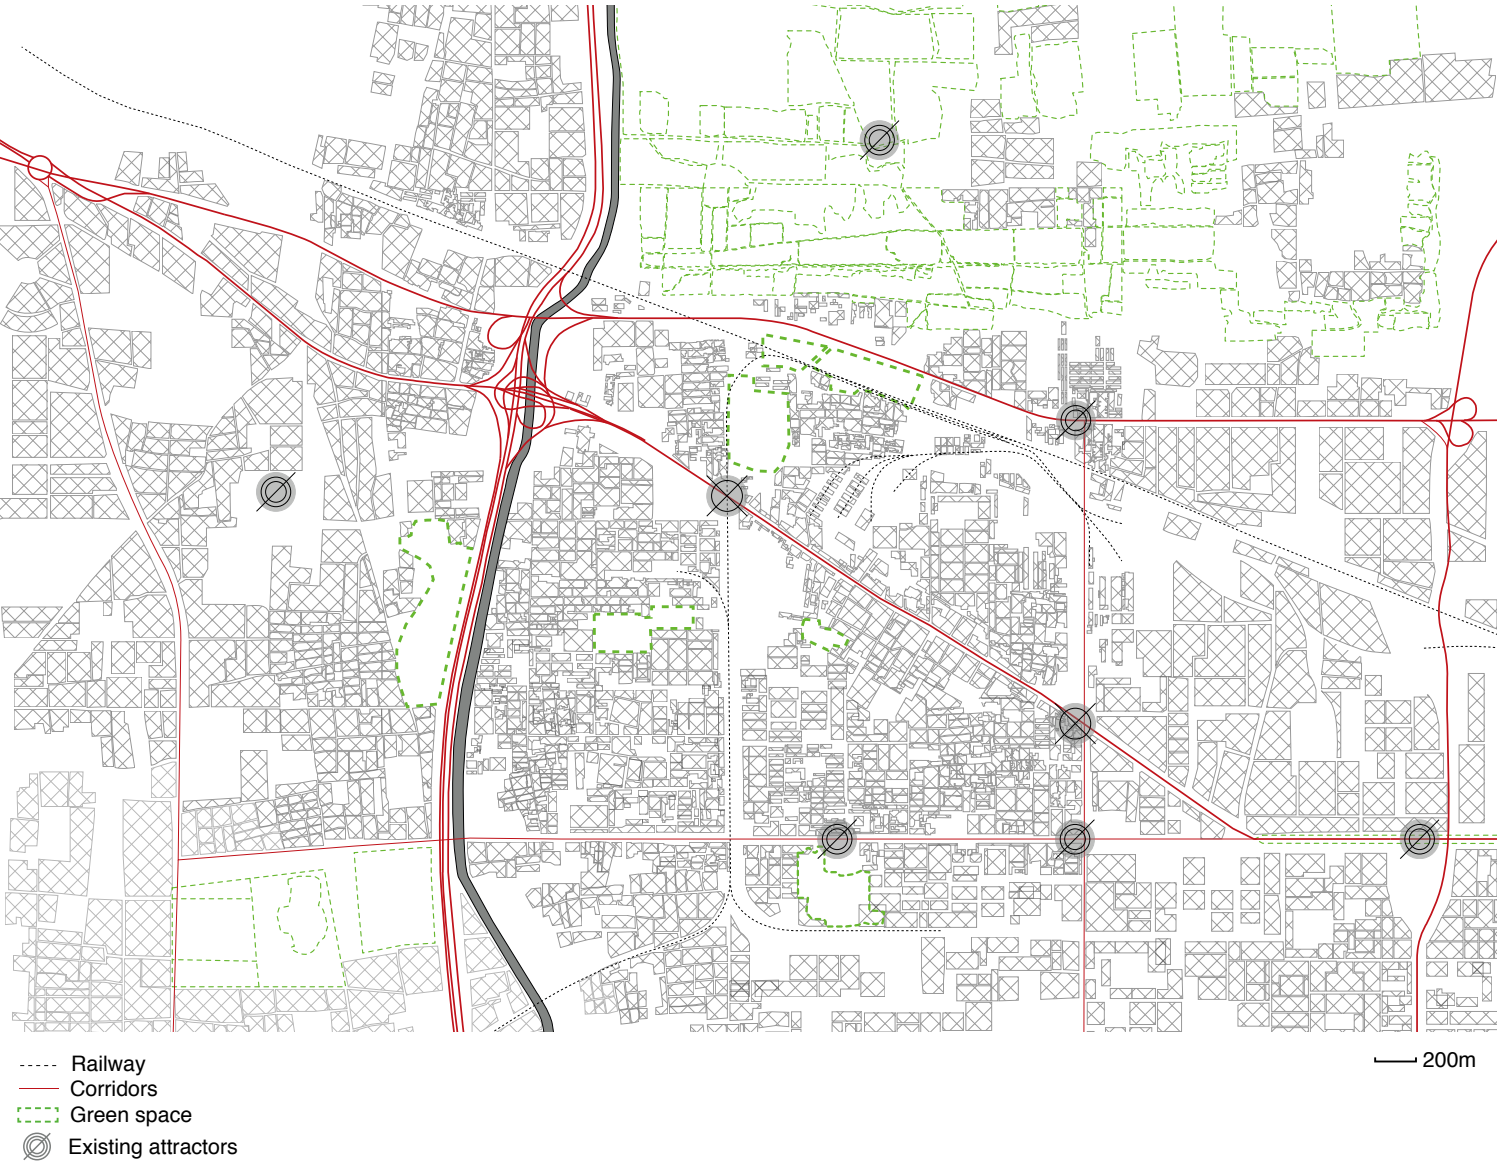 Railway
200m
Corridors
Green space
Existing attractors